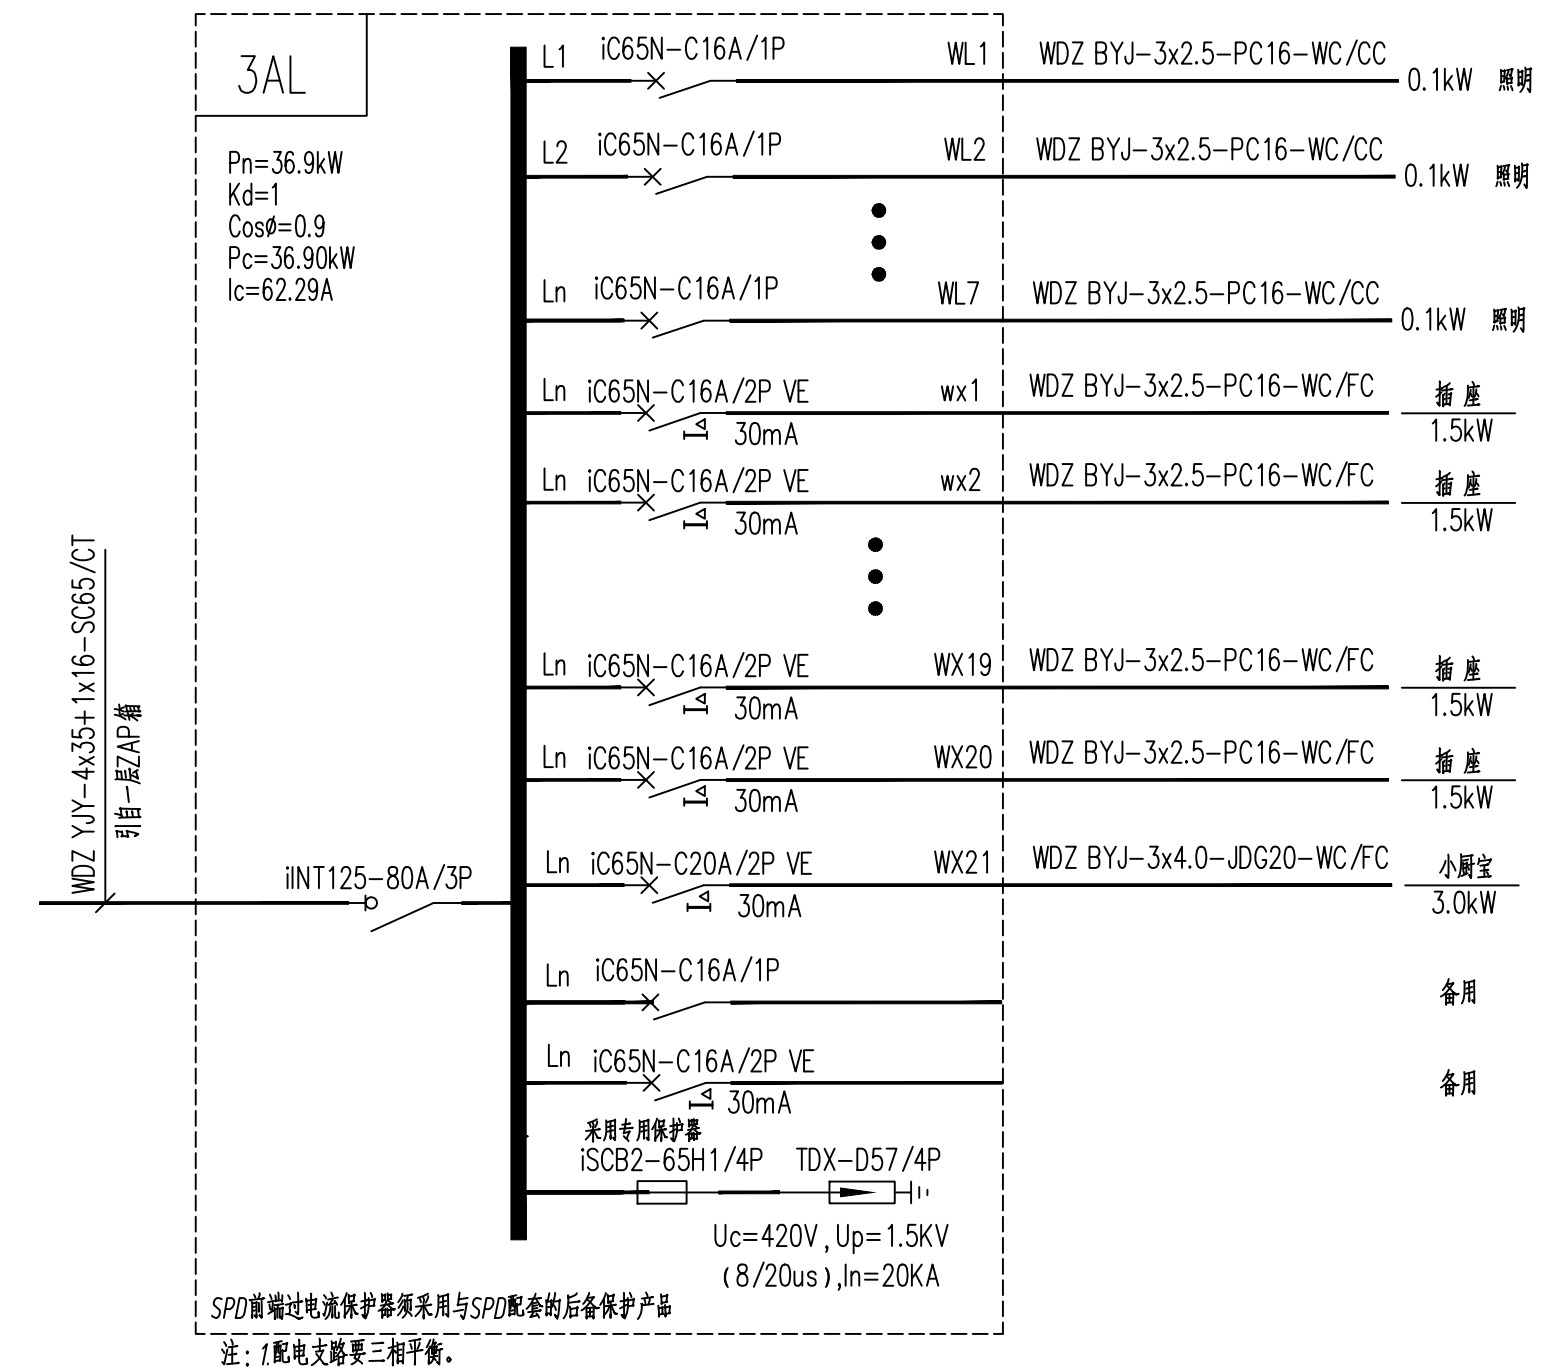 3AL
Pn=36.9kW
Kd=1
Cosø=0.9
Pc=36.90kW
Ic=62.29A
L1 iC65N-C16A/1P WL1 WDZ BYJ-3x2.5-PC16-WC/CC 0.1kW 照明
L2 iC65N-C16A/1P WL2 WDZ BYJ-3x2.5-PC16-WC/CC 0.1kW 照明
Ln iC65N-C16A/1P WL7 WDZ BYJ-3x2.5-PC16-WC/CC 0.1kW 照明
Ln iC65N-C16A/2P VE wx1 WDZ BYJ-3x2.5-PC16-WC/FC 插座
30mA 1.5kW
Ln iC65N-C16A/2P VE wx2 WDZ BYJ-3x2.5-PC16-WC/FC 插座
30mA 1.5kW
Ln iC65N-C16A/2P VE WX19 WDZ BYJ-3x2.5-PC16-WC/FC 插座
30mA 1.5kW
Ln iC65N-C16A/2P VE WX20 WDZ BYJ-3x2.5-PC16-WC/FC 插座
30mA 1.5kW
Ln iC65N-C20A/2P VE WX21 WDZ BYJ-3x4.0-JDG20-WC/FC 小厨宝
30mA 3.0kW
WDZ YJY-4x35+1x16-SC65/CT
引自一层ZAP箱
iINT125-80A/3P
Ln iC65N-C16A/1P 备用
Ln iC65N-C16A/2P VE 备用
30mA
采用专用保护器
iSCB2-65H1/4P TDX-D57/4P
Uc=420V,Up=1.5KV
(8/20us),In=20KA
SPD前端过电流保护器须采用与SPD配套的后备保护产品
注：1.配电支路要三相平衡。